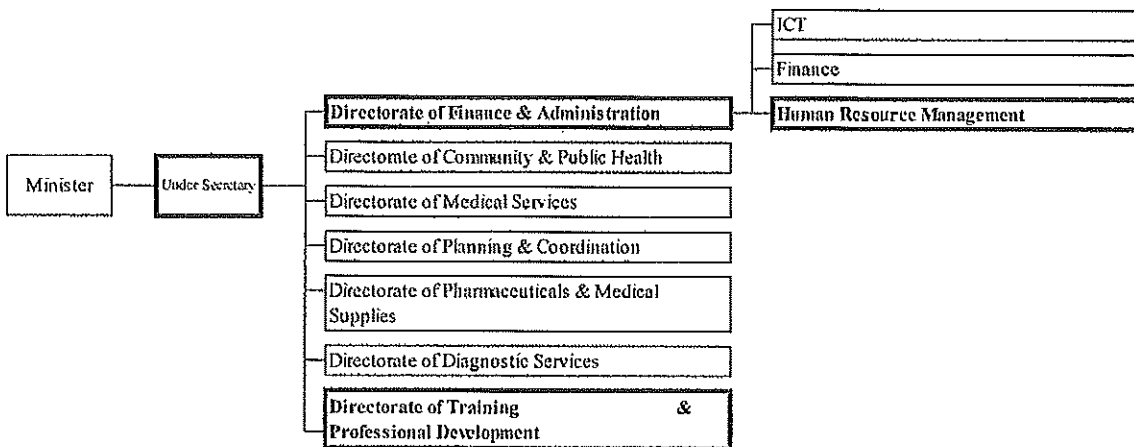 ICT
Finance
Directorate of Finance & Administration
Human Resource Management
Directorate of Community & Public Health
Minister
Under Secretary
Directorate of Medical Services
Directorate of Planning & Coordination
Directorate of Pharmaceuticals & Medical
Supplies
Directorate of Diagnostic Services
Directorate of Training &
Professional Development